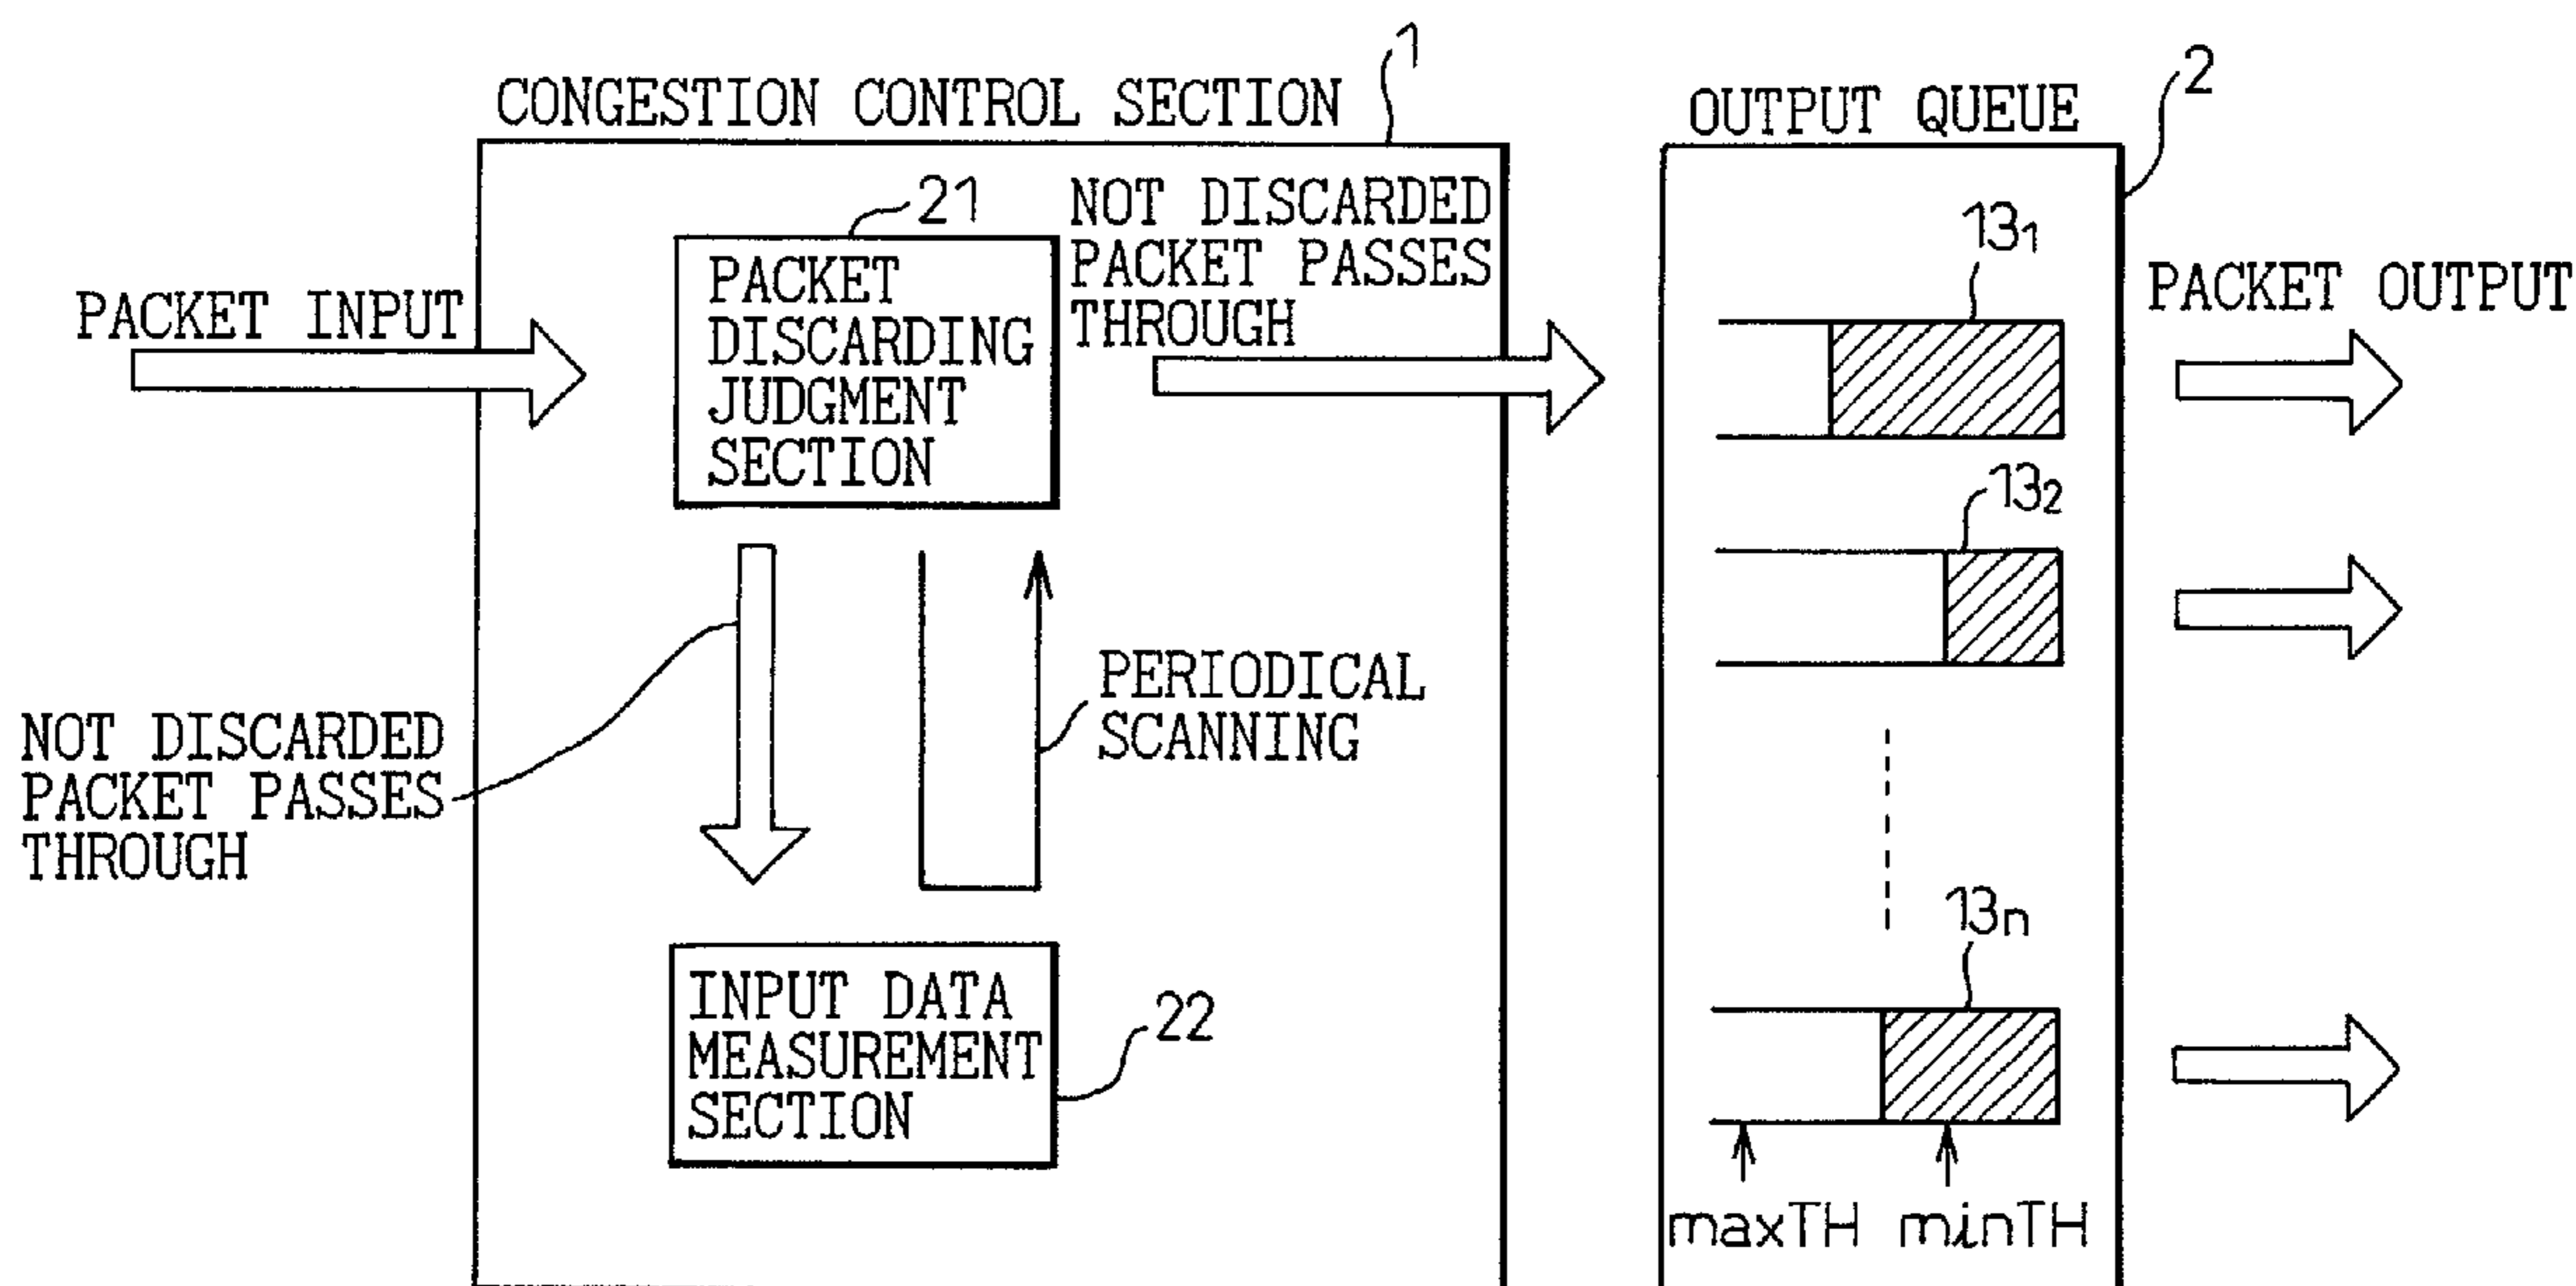 1
CONGESTION CONTROL SECTION
2
OUTPUT QUEUE
21
NOT DISCARDED
PACKET PASSES
THROUGH
13₁
PACKET INPUT
PACKET
DISCARDING
JUDGMENT
SECTION
PACKET OUTPUT
13₂
PERIODICAL
SCANNING
NOT DISCARDED
PACKET PASSES
THROUGH
13n
INPUT DATA
MEASUREMENT
SECTION
22
maxTH minTH